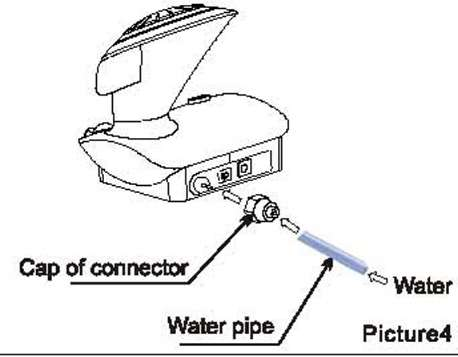 Cap of connector
Water
Water pipe
Picture4